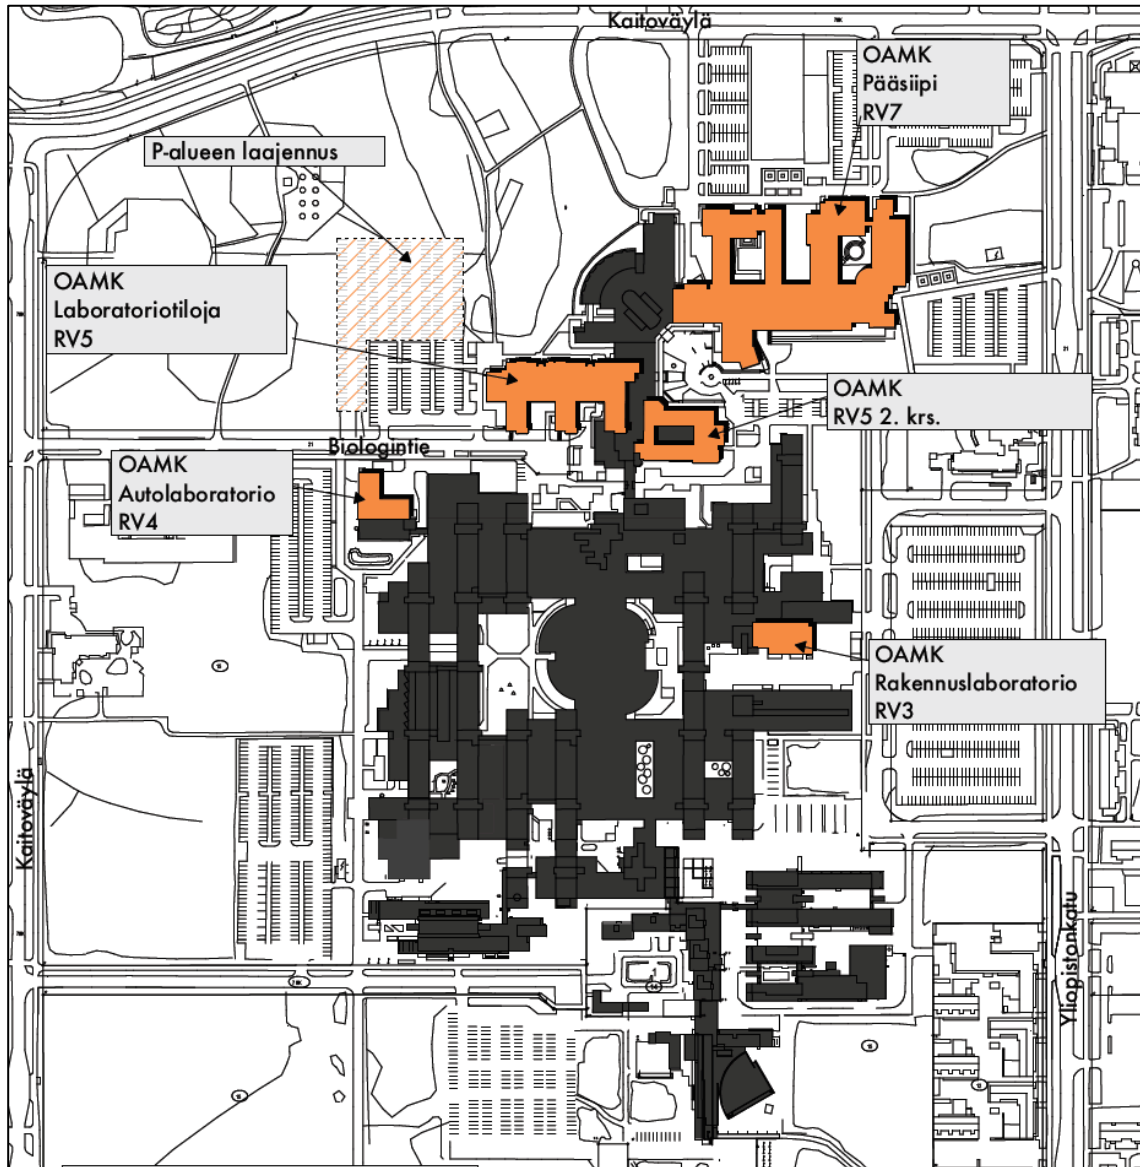 Kaitoväylä
OAMK
Pääsiipi
RV7
P-alueen laajennus
OAMK
Laboratoriotiloja
RV5
OAMK
RV5 2. krs.
Biologintie
OAMK
Autolaboratorio
RV4
OAMK
Rakennuslaboratorio
RV3
Kaitoväylä
Yliopistonkatu